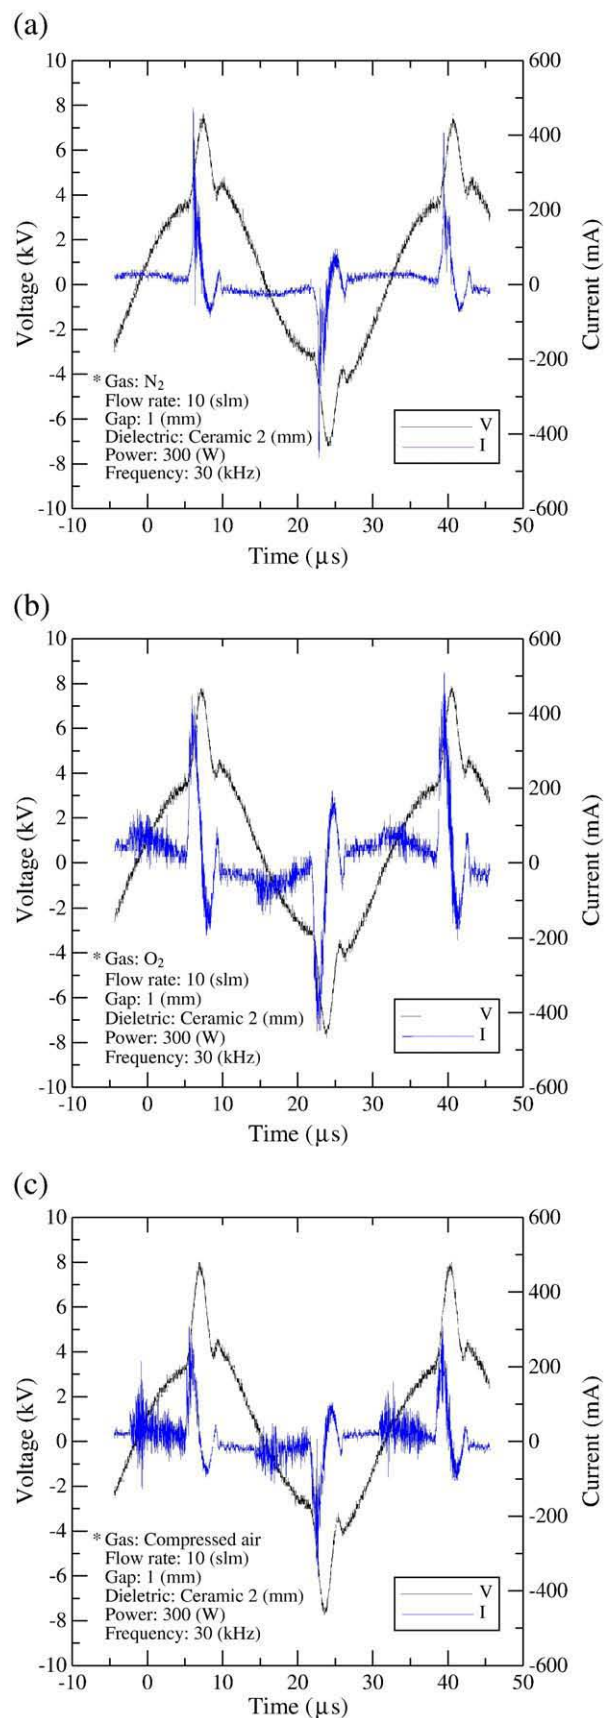 (a)
10
8
6
4
2
0
-2
-4
-6
-8
-10
Voltage (kV)
600
400
200
0
-200
-400
-600
Current (mA)
* Gas: N2
Flow rate: 10 (slm)
Gap: 1 (mm)
Dielectric: Ceramic 2 (mm)
Power: 300 (W)
Frequency: 30 (kHz)
V
I
-10 0 10 20 30 40 50
Time (μs)
(b)
10
8
6
4
2
0
-2
-4
-6
-8
-10
Voltage (kV)
600
400
200
0
-200
-400
-600
Current (mA)
* Gas: O2
Flow rate: 10 (slm)
Gap: 1 (mm)
Dieletric: Ceramic 2 (mm)
Power: 300 (W)
Frequency: 30 (kHz)
V
I
-10 0 10 20 30 40 50
Time (μs)
(c)
10
8
6
4
2
0
-2
-4
-6
-8
-10
Voltage (kV)
600
400
200
0
-200
-400
-600
Current (mA)
* Gas: Compressed air
Flow rate: 10 (slm)
Gap: 1 (mm)
Dieletric: Ceramic 2 (mm)
Power: 300 (W)
Frequency: 30 (kHz)
V
I
-10 0 10 20 30 40 50
Time (μs)